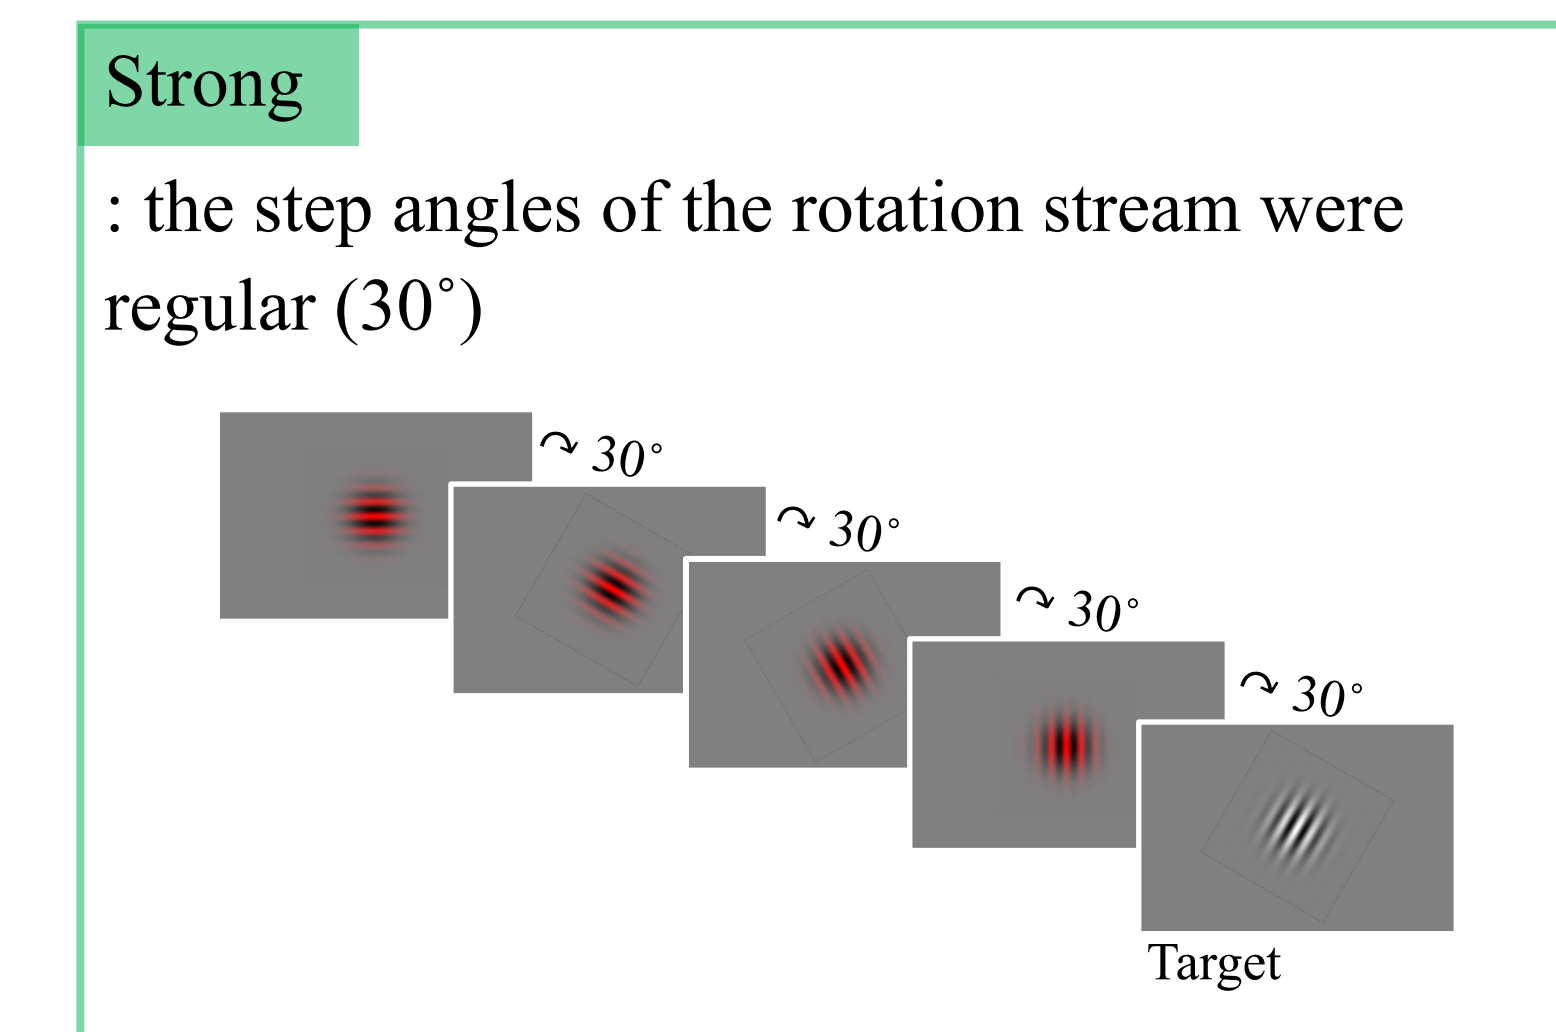 Strong
: the step angles of the rotation stream were
regular (30˚)
↷ 30˚
↷ 30˚
↷ 30˚
↷ 30˚
Target